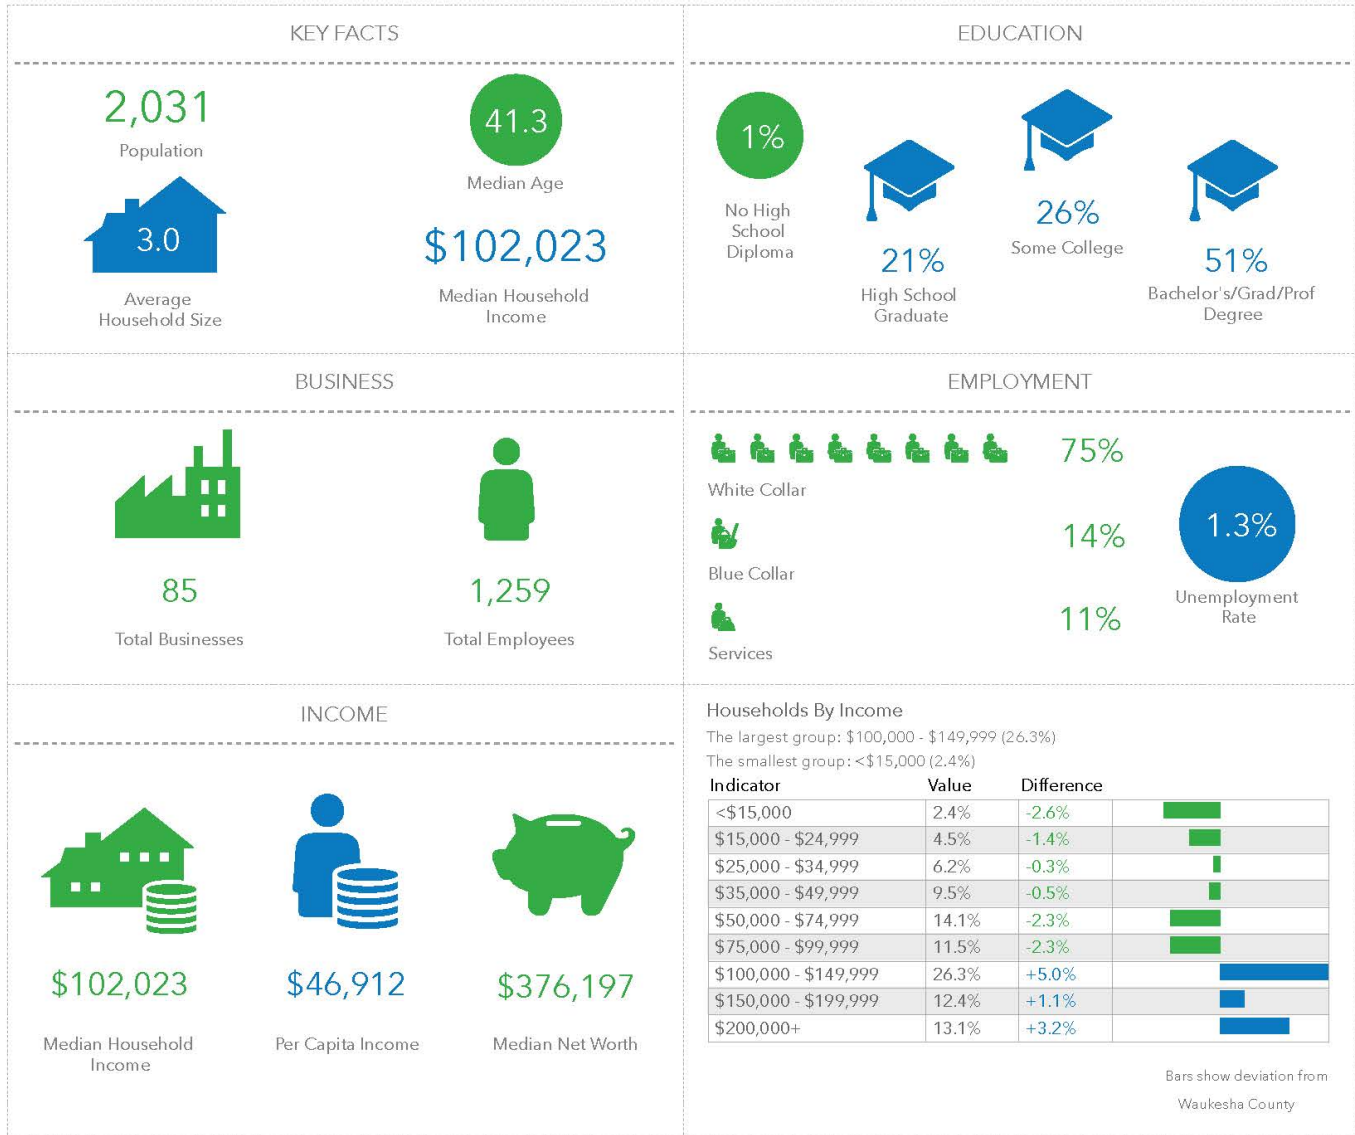 KEY FACTS
2,031
Population
41.3
Median Age
3.0
Average
Household Size
$102,023
Median Household
Income
EDUCATION
1%
No High
School
Diploma
21%
High School
Graduate
26%
Some College
51%
Bachelor's/Grad/Prof
Degree
BUSINESS
85
Total Businesses
1,259
Total Employees
EMPLOYMENT
75%
White Collar
14%
Blue Collar
11%
Services
1.3%
Unemployment
Rate
INCOME
$102,023
Median Household
Income
$46,912
Per Capita Income
$376,197
Median Net Worth
Households By Income
The largest group: $100,000 - $149,999 (26.3%)
The smallest group: <$15,000 (2.4%)
Indicator Value Difference
<$15,000 2.4% -2.6%
$15,000 - $24,999 4.5% -1.4%
$25,000 - $34,999 6.2% -0.3%
$35,000 - $49,999 9.5% -0.5%
$50,000 - $74,999 14.1% -2.3%
$75,000 - $99,999 11.5% -2.3%
$100,000 - $149,999 26.3% +5.0%
$150,000 - $199,999 12.4% +1.1%
$200,000+ 13.1% +3.2%
Bars show deviation from
Waukesha County